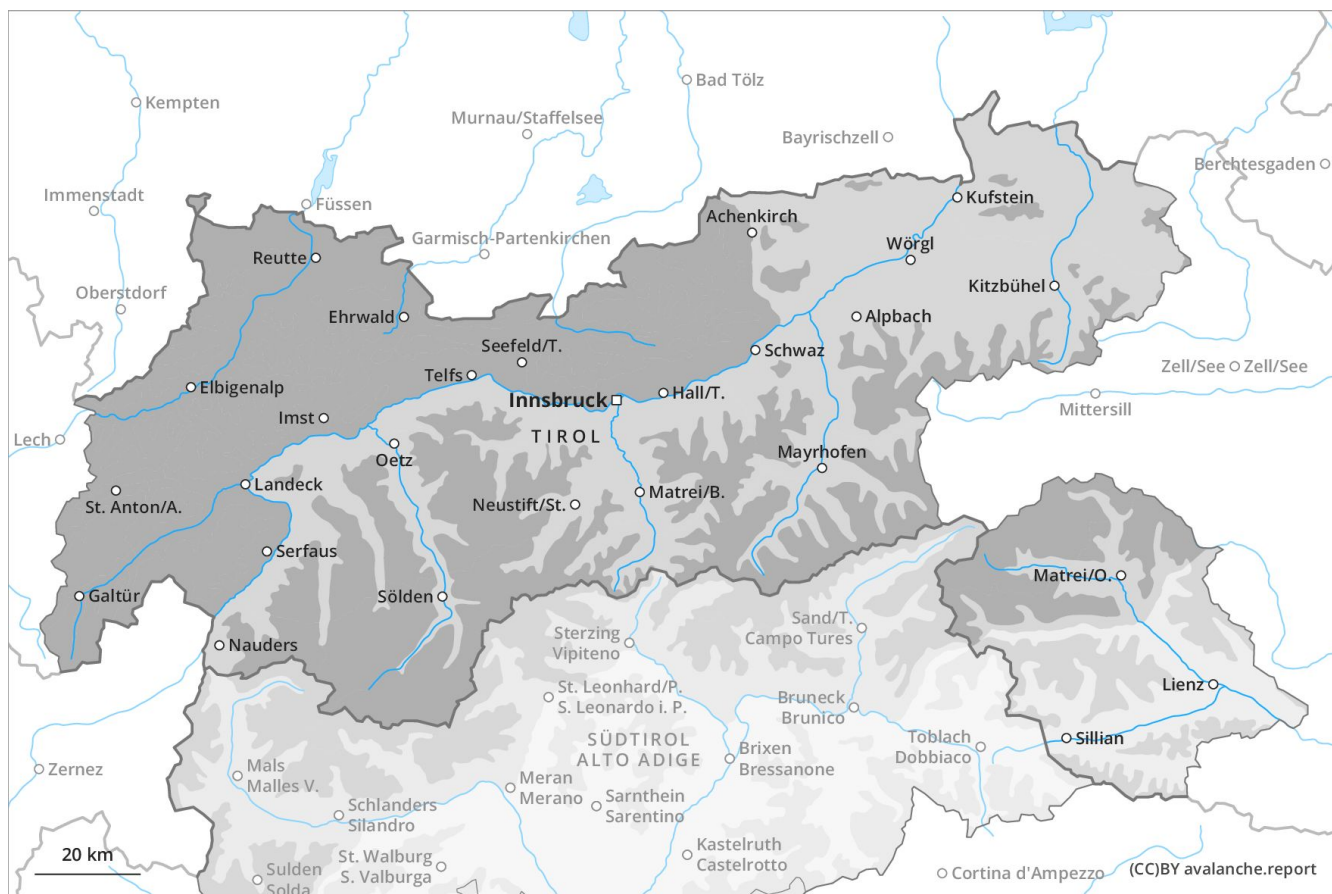 Kempten
Bad Tölz
Murnau/Staffelsee
Bayrischzell
Berchtesgaden
Immenstadt
Füssen
Kufstein
Achenkirch
Garmisch-Partenkirchen
Wörgl
Reutte
Kitzbühel
Oberstdorf
Ehrwald
Alpbach
Seefeld/T.
Schwaz
Zell/See
Zell/See
Telfs
Elbigenalp
Innsbruck
Hall/T.
Mittersill
Imst
TIROL
Lech
Oetz
Mayrhofen
Landeck
Matrei/B.
St. Anton/A.
Neustift/St.
Serfaus
Matrei/O.
Galtür
Sölden
Sand/T.
Campo Tures
Sterzing
Vipiteno
Nauders
Lienz
St. Leonhard/P.
S. Leonardo i. P.
Bruneck
Brunico
SÜDTIROL
ALTO ADIGE
Sillian
Toblach
Dobbiaco
Brixen
Bressanone
Zernez
Mals
Malles V.
Meran
Merano
Schlanders
Silandro
Sarnthein
Sarentino
Kastelruth
Castelrotto
20 km
St. Walburg
S. Valburga
Sulden
Solda
Cortina d'Ampezzo
(CC)BY avalanche.report